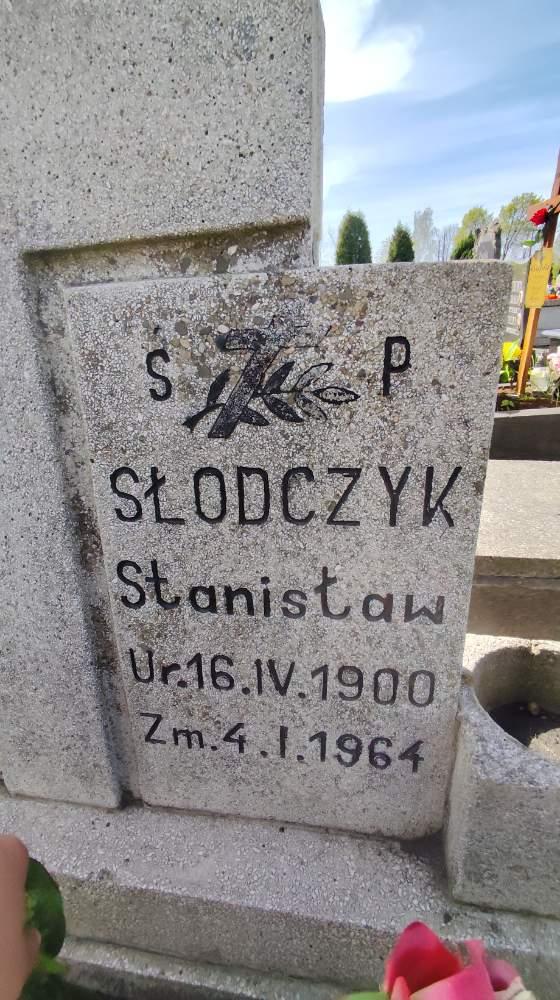 Ś P
SŁODCZYK
Stanisław
Ur.16.IV.1900
Zm.4.I.1964